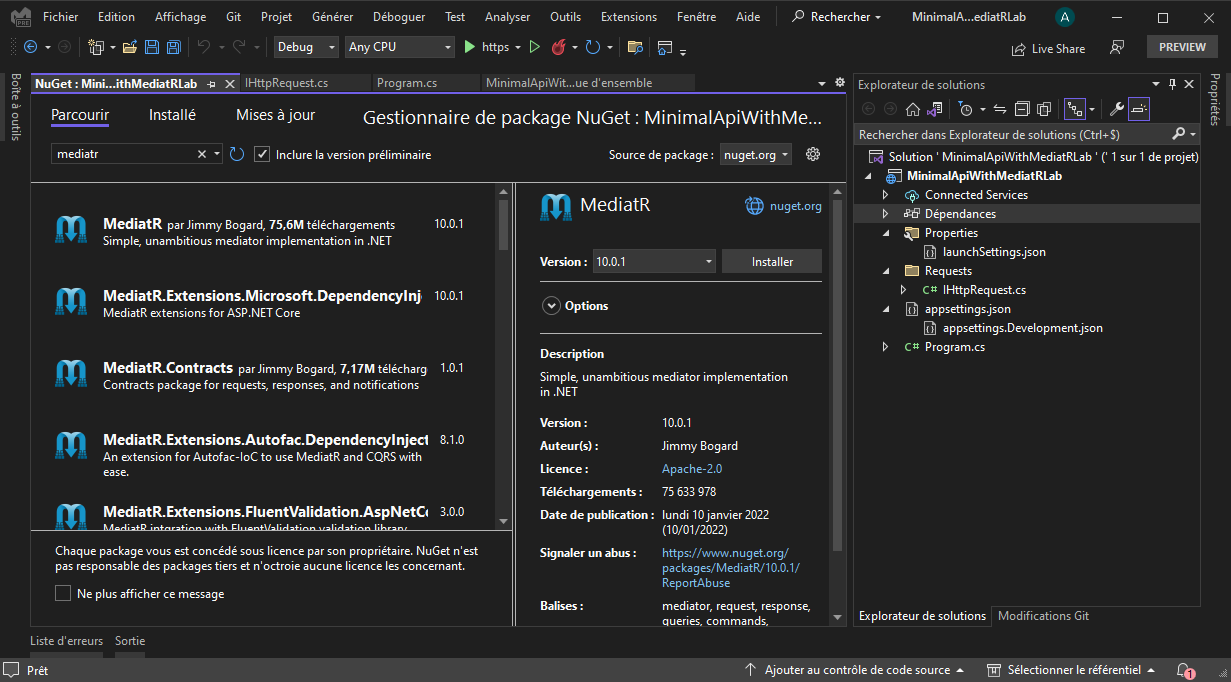 PRE
Fichier Edition Affichage Git Projet Générer Déboguer Test Analyser Outils Extensions Fenêtre Aide Rechercher MinimalA...ediatRLab A
Debug Any CPU https Live Share PREVIEW
Boîte à outils
NuGet : Mini...ithMediatRLab IHttpRequest.cs Program.cs MinimalApiWit...ue d'ensemble
Parcourir Installé Mises à jour Gestionnaire de package NuGet : MinimalApiWithMe...
mediatr Inclure la version préliminaire Source de package : nuget.org
MediatR par Jimmy Bogard, 75,6M téléchargements 10.0.1
Simple, unambitious mediator implementation in .NET
MediatR.Extensions.Microsoft.DependencyInj 10.0.1
MediatR extensions for ASP.NET Core
MediatR.Contracts par Jimmy Bogard, 7,17M télécharg 1.0.1
Contracts package for requests, responses, and notifications
MediatR.Extensions.Autofac.DependencyInject 8.1.0
An extension for Autofac-IoC to use MediatR and CQRS with
ease.
MediatR.Extensions.FluentValidation.AspNetCo 3.0.0
MediatR intgration with FluentValidation validation library
Chaque package vous est concédé sous licence par son propriétaire. NuGet n'est
pas responsable des packages tiers et n'octroie aucune licence les concernant.
Ne plus afficher ce message
MediatR nuget.org
Version : 10.0.1 Installer
Options
Description
Simple, unambitious mediator implementation
in .NET
Version : 10.0.1
Auteur(s) : Jimmy Bogard
Licence : Apache-2.0
Téléchargements : 75 633 978
Date de publication : lundi 10 janvier 2022
(10/01/2022)
Signaler un abus : https://www.nuget.org/
packages/MediatR/10.0.1/
ReportAbuse
Balises : mediator, request, response,
queries, commands,
Explorateur de solutions
Rechercher dans Explorateur de solutions (Ctrl+$)
Solution ' MinimalApiWithMediatRLab ' (' 1 sur 1 de projet)
MinimalApiWithMediatRLab
Connected Services
Dépendances
Properties
launchSettings.json
Requests
C# IHttpRequest.cs
appsettings.json
appsettings.Development.json
C# Program.cs
Explorateur de solutions Modifications Git
Propriétés
Liste d'erreurs Sortie
Prêt Ajouter au contrôle de code source Sélectionner le référentiel 1